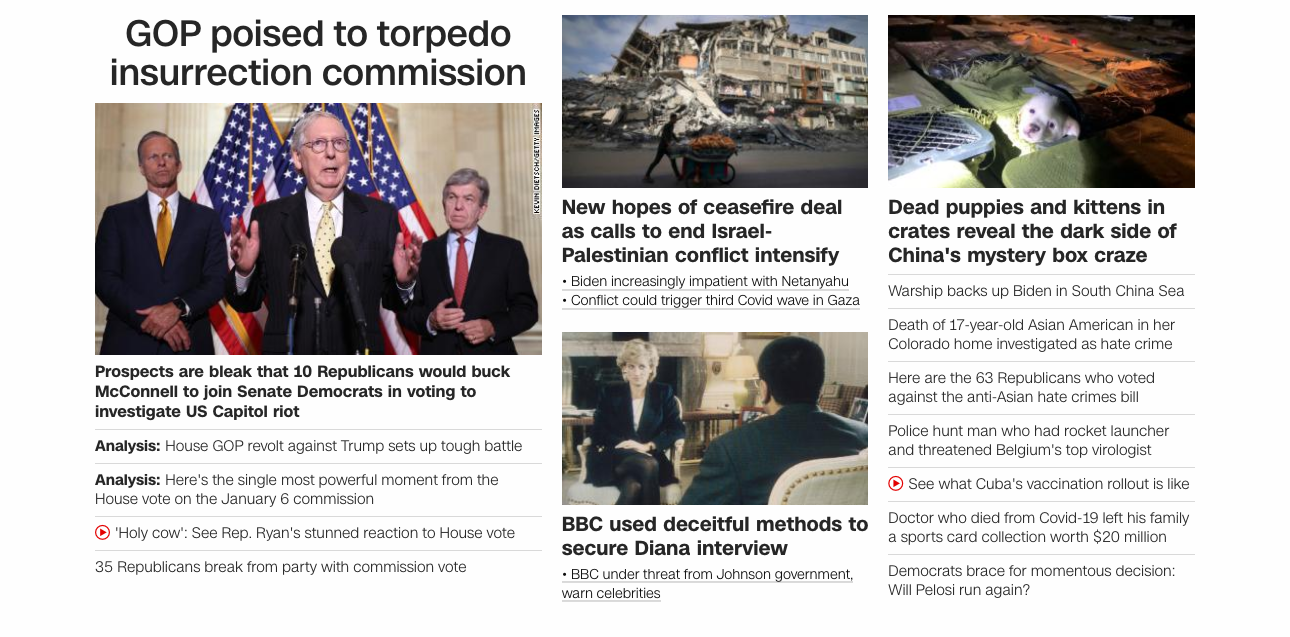 GOP poised to torpedo
insurrection commission
KEVIN DIETSCH/GETTY IMAGES
Prospects are bleak that 10 Republicans would buck
McConnell to join Senate Democrats in voting to
investigate US Capitol riot
Analysis: House GOP revolt against Trump sets up tough battle
Analysis: Here's the single most powerful moment from the
House vote on the January 6 commission
'Holy cow': See Rep. Ryan's stunned reaction to House vote
35 Republicans break from party with commission vote
New hopes of ceasefire deal
as calls to end Israel-
Palestinian conflict intensify
• Biden increasingly impatient with Netanyahu
• Conflict could trigger third Covid wave in Gaza
BBC used deceitful methods to
secure Diana interview
• BBC under threat from Johnson government,
warn celebrities
Dead puppies and kittens in
crates reveal the dark side of
China's mystery box craze
Warship backs up Biden in South China Sea
Death of 17-year-old Asian American in her
Colorado home investigated as hate crime
Here are the 63 Republicans who voted
against the anti-Asian hate crimes bill
Police hunt man who had rocket launcher
and threatened Belgium's top virologist
See what Cuba's vaccination rollout is like
Doctor who died from Covid-19 left his family
a sports card collection worth $20 million
Democrats brace for momentous decision:
Will Pelosi run again?